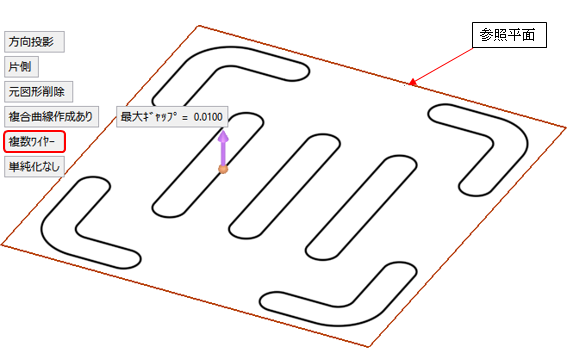 参照平面
方向投影
片側
元図形削除
複合曲線作成あり
最大ｷﾞｬｯﾌﾟ = 0.0100
複数ﾜｲﾔｰ
単純化なし